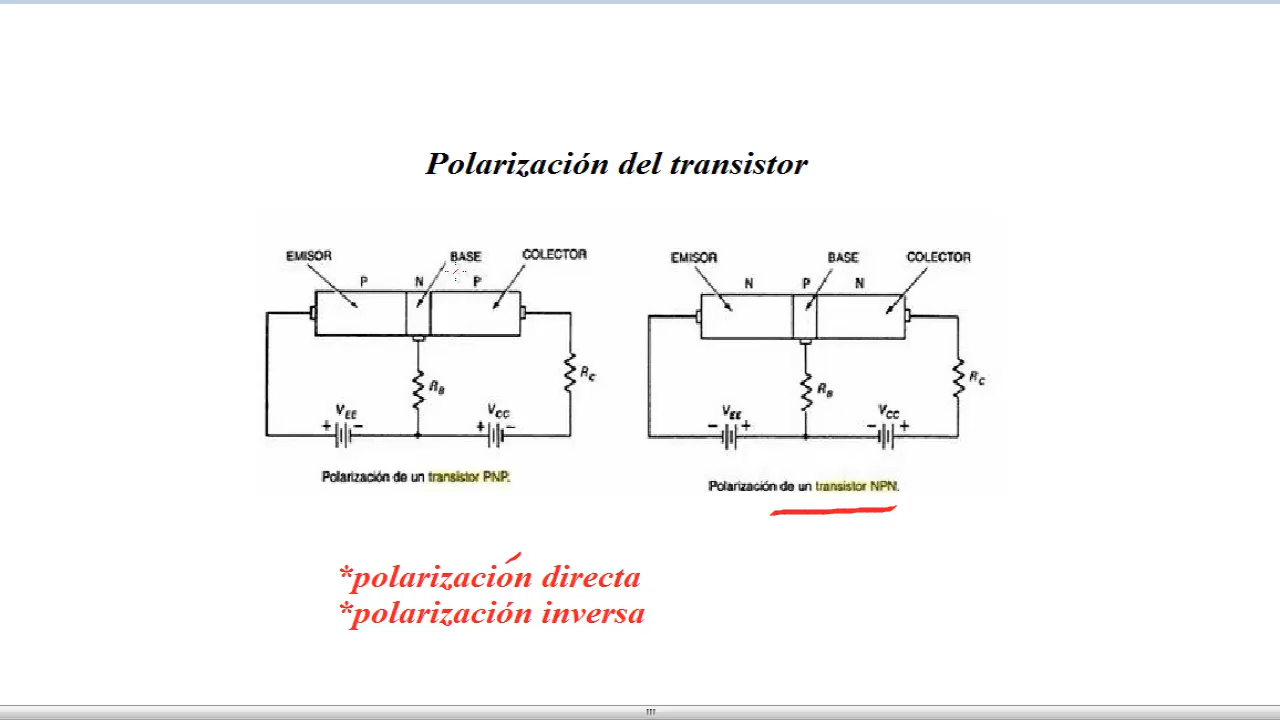 Polarización del transistor
EMISOR
BASE
COLECTOR
P
N
P
R_B
R_C
V_EE
V_CC
+
-
+
-
Polarización de un transistor PNP.
EMISOR
BASE
COLECTOR
N
P
N
R_B
R_C
V_EE
V_CC
-
+
-
+
Polarización de un transistor NPN.
*polarización directa
*polarización inversa